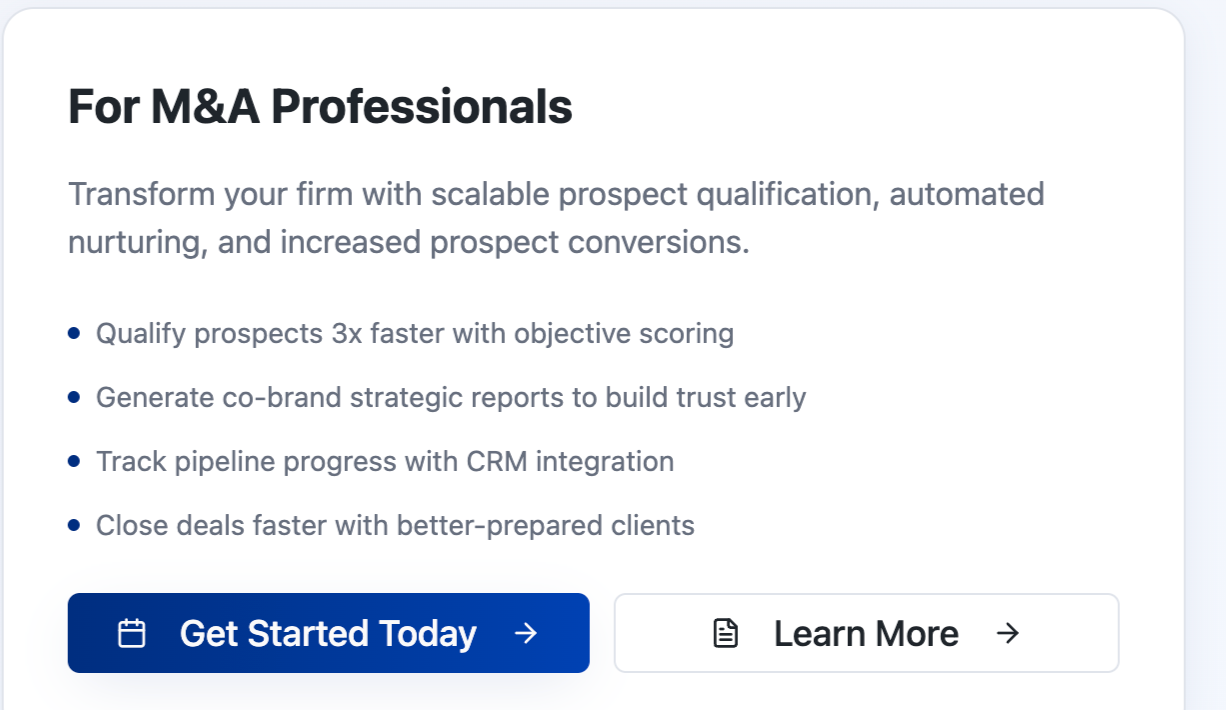 For M&A Professionals
Transform your firm with scalable prospect qualification, automated
nurturing, and increased prospect conversions.
Qualify prospects 3x faster with objective scoring
Generate co-brand strategic reports to build trust early
Track pipeline progress with CRM integration
Close deals faster with better-prepared clients
Get Started Today
Learn More